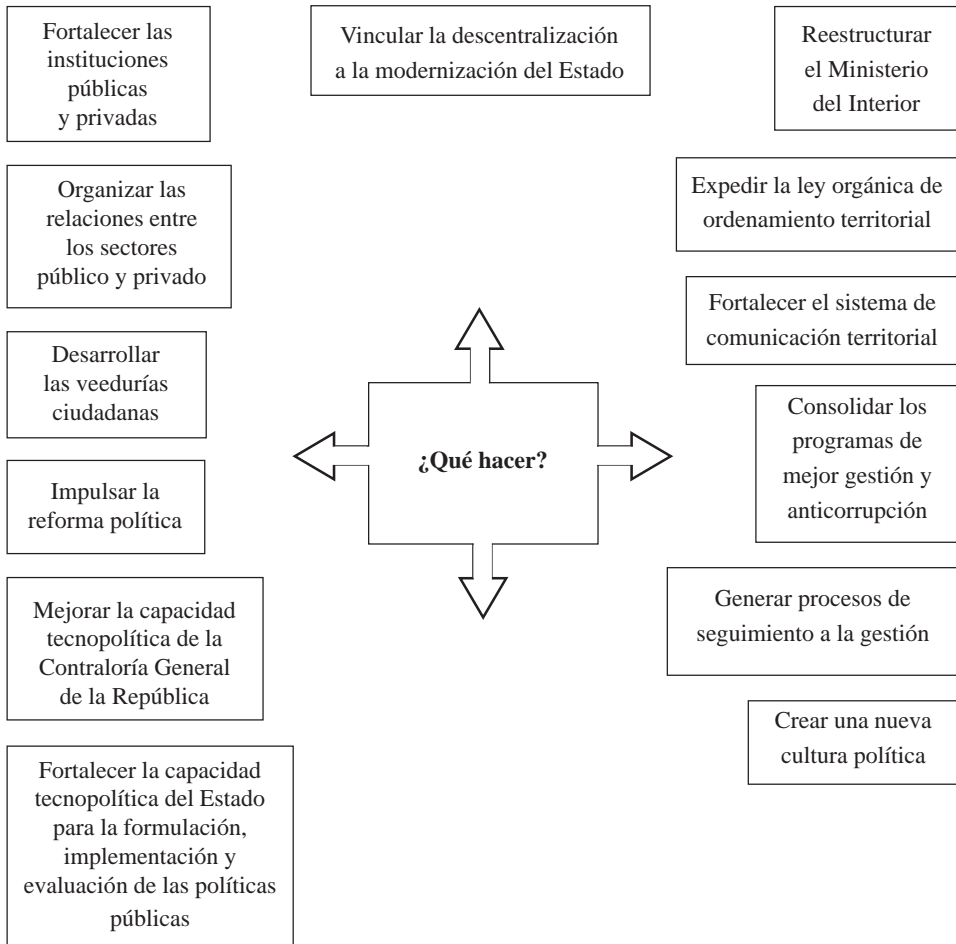 Fortalecer las
instituciones
públicas
y privadas
Vincular la descentralización
a la modernización del Estado
Reestructurar
el Ministerio
del Interior
Organizar las
relaciones entre
los sectores
público y privado
Expedir la ley orgánica de
ordenamiento territorial
Fortalecer el sistema de
comunicación territorial
Desarrollar
las veedurías
ciudadanas
¿Qué hacer?
Consolidar los
programas de
mejor gestión y
anticorrupción
Impulsar la
reforma política
Mejorar la capacidad
tecnopolítica de la
Contraloría General
de la República
Generar procesos de
seguimiento a la gestión
Crear una nueva
cultura política
Fortalecer la capacidad
tecnopolítica del Estado
para la formulación,
implementación y
evaluación de las políticas
públicas